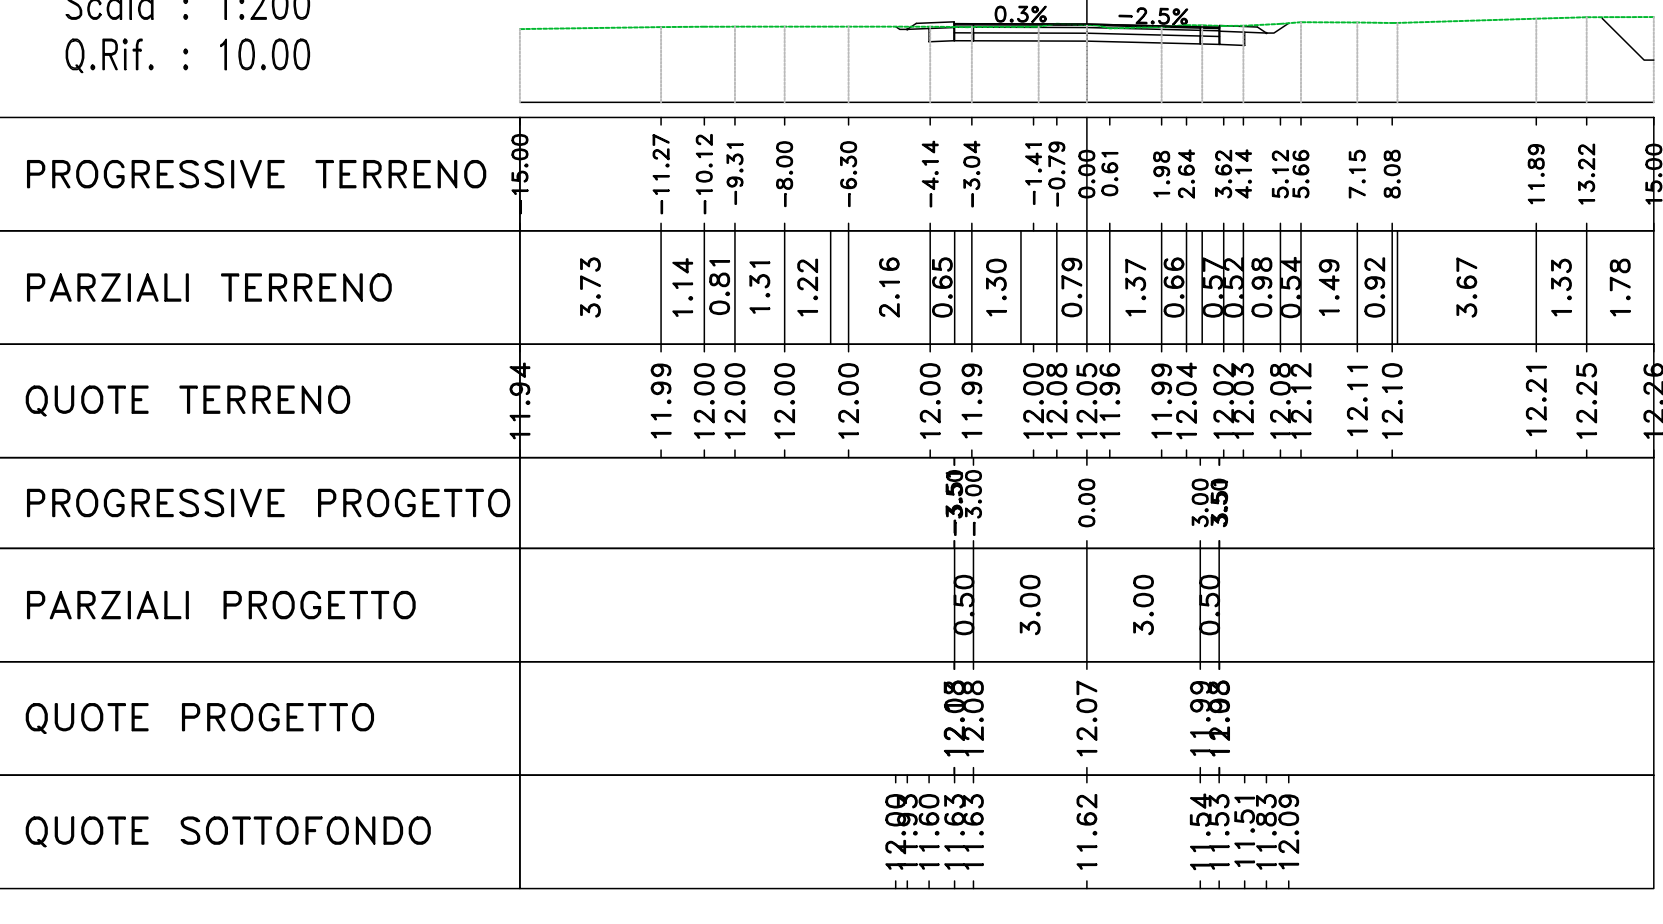 Scala : 1:200
0.3% −2.5%
Q.Rif. : 10.00
PROGRESSIVE TERRENO −15.00 −11.27 −10.12 −9.31 −8.00 −6.30 −4.14 −3.04 −1.41 −0.79 0.00 0.61 1.98 2.64 3.62 4.14 5.12 5.66 7.15 8.08 11.89 13.22 15.00
PARZIALI TERRENO 3.73 1.14 0.81 1.31 1.22 2.16 0.65 1.30 0.79 1.37 0.66 0.57 0.52 0.98 0.54 1.49 0.92 3.67 1.33 1.78
QUOTE TERRENO 11.94 11.99 12.00 12.00 12.00 12.00 12.00 11.99 12.00 12.08 12.05 11.96 11.99 12.04 12.02 12.03 12.08 12.12 12.11 12.10 12.21 12.25 12.26
PROGRESSIVE PROGETTO −3.00 0.00 3.00
PARZIALI PROGETTO 0.50 3.00 3.00 0.50
QUOTE PROGETTO 12.08 12.07 11.99
QUOTE SOTTOFONDO 12.00 11.93 11.60 11.63 11.63 11.62 11.54 11.53 11.51 11.83 12.09